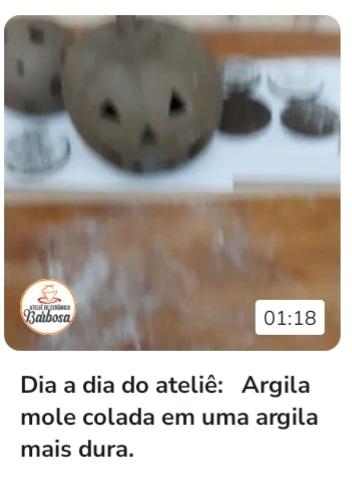 ATELIÊ DE CERÂMICA
Barbosa
01:18
Dia a dia do ateliê:   Argila
mole colada em uma argila
mais dura.